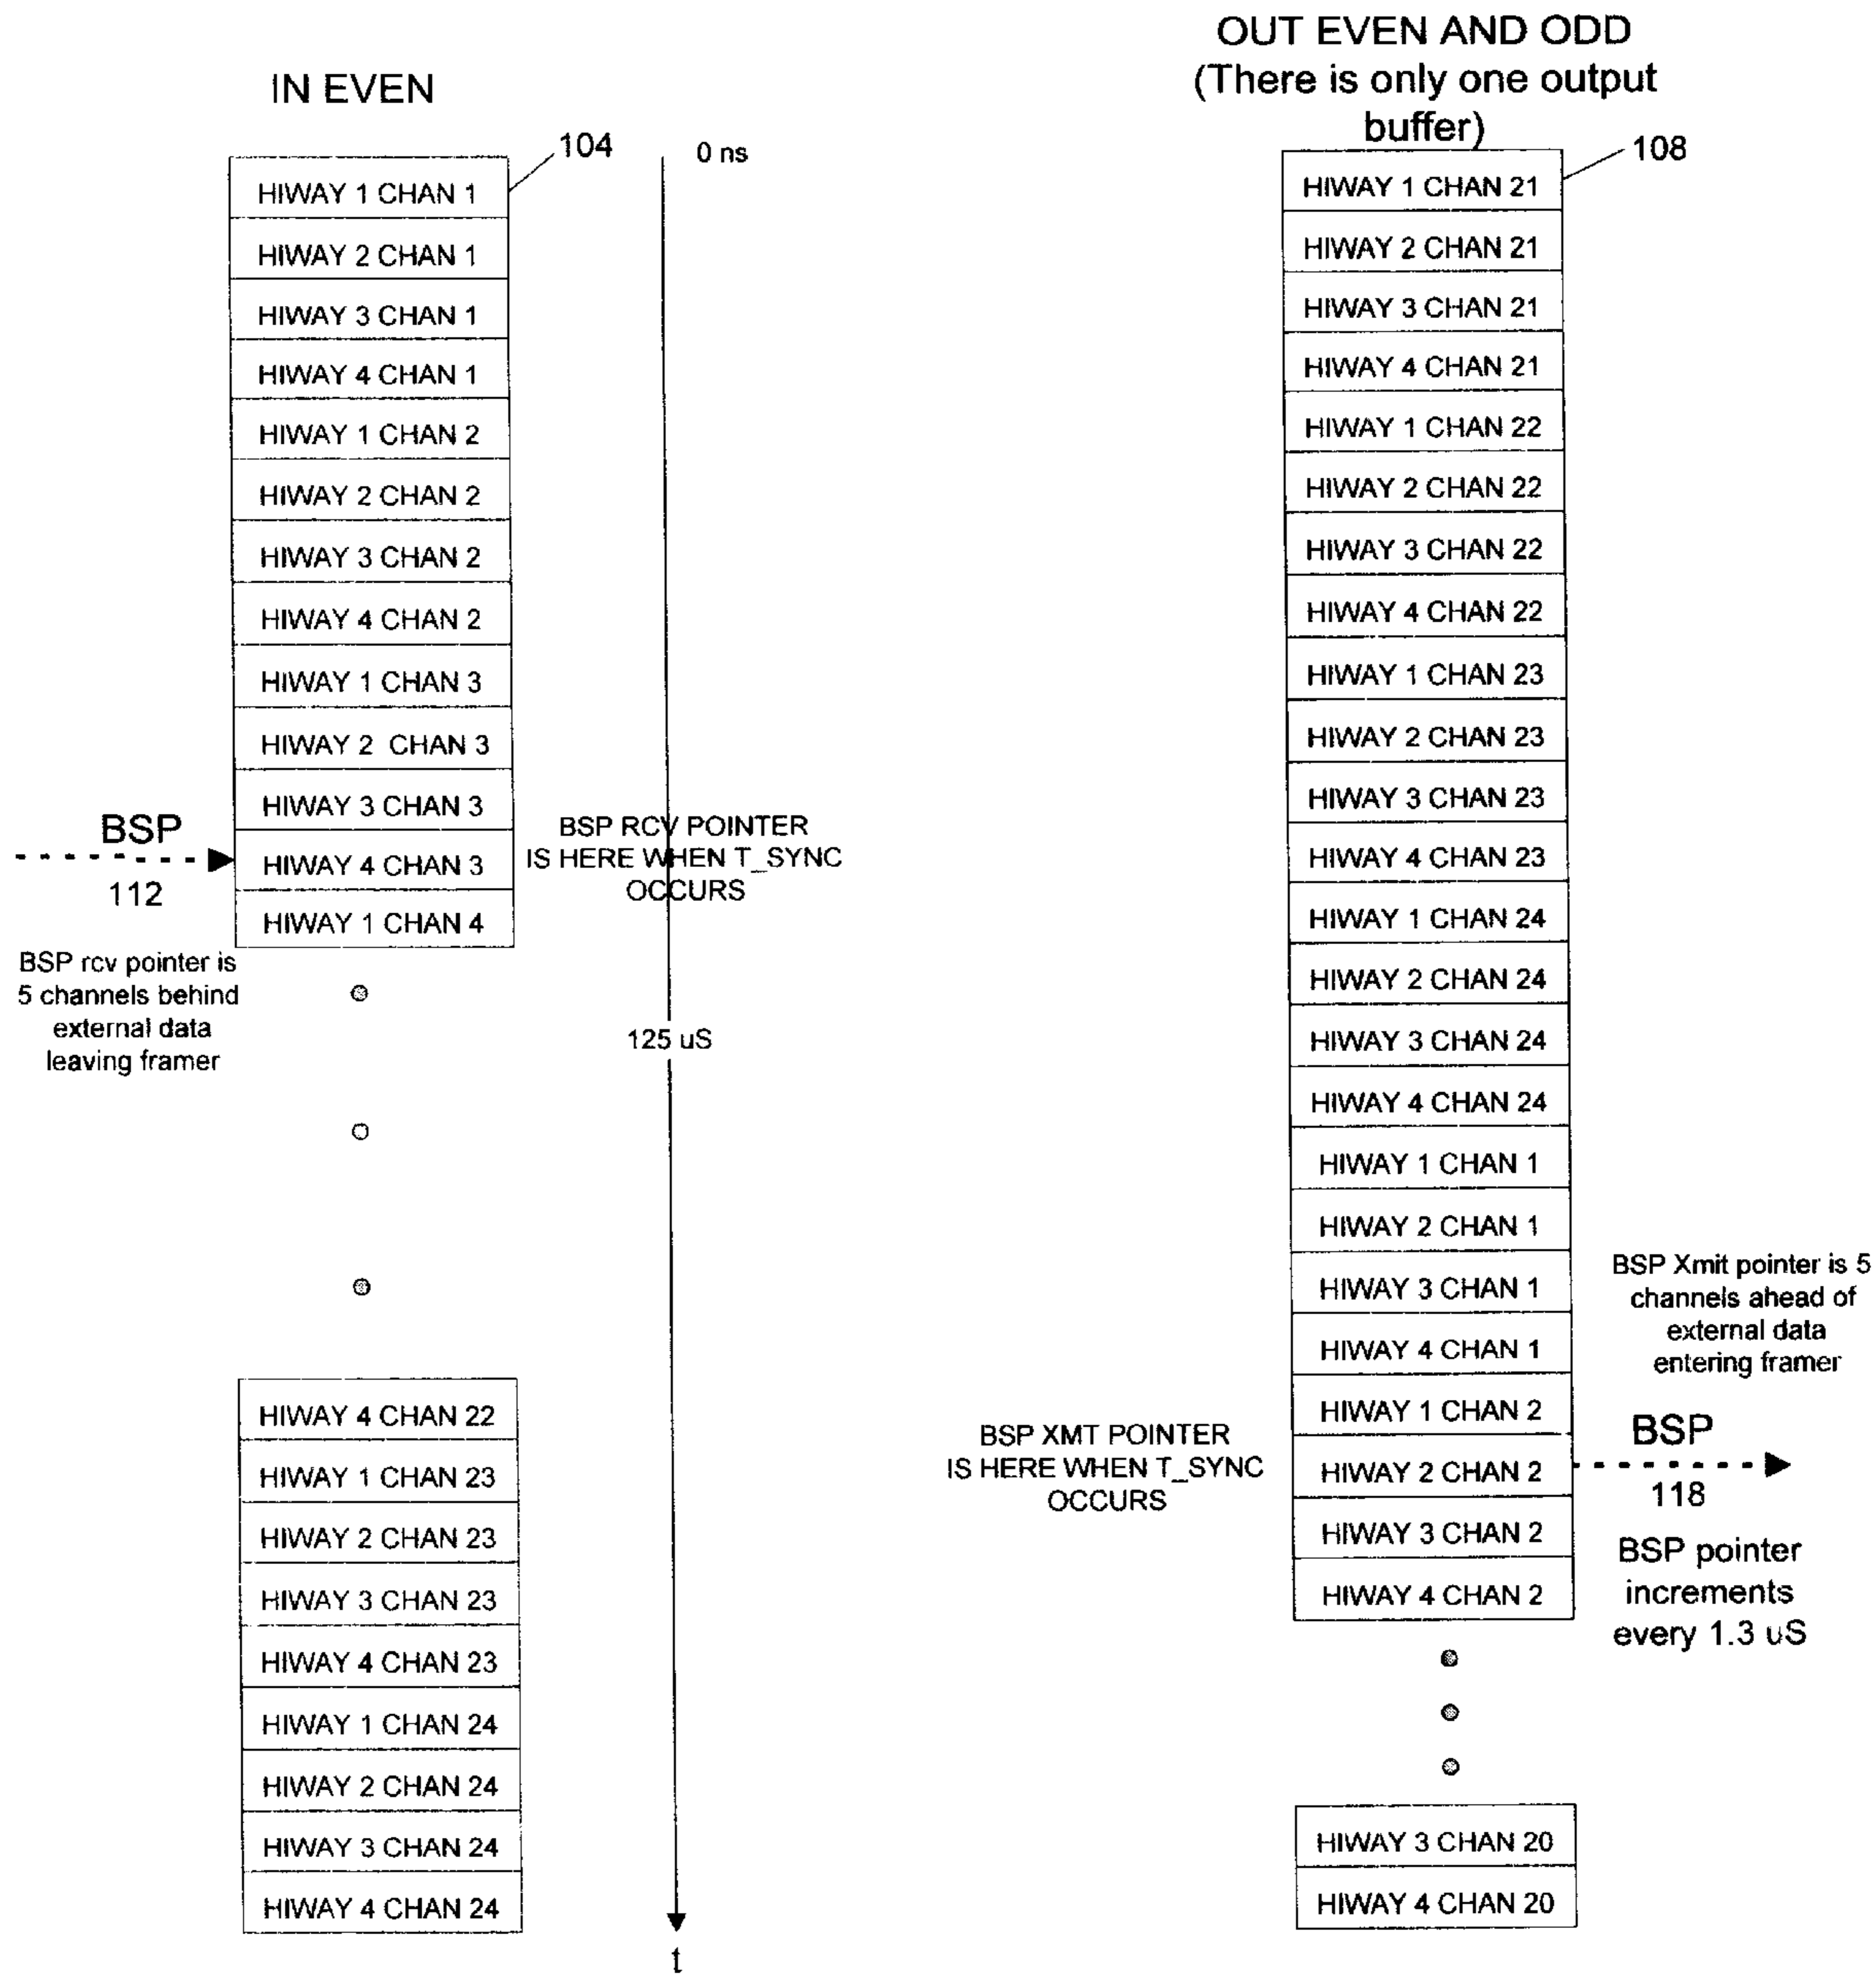 IN EVEN
104
HIWAY 1 CHAN 1
HIWAY 2 CHAN 1
HIWAY 3 CHAN 1
HIWAY 4 CHAN 1
HIWAY 1 CHAN 2
HIWAY 2 CHAN 2
HIWAY 3 CHAN 2
HIWAY 4 CHAN 2
HIWAY 1 CHAN 3
HIWAY 2 CHAN 3
HIWAY 3 CHAN 3
HIWAY 4 CHAN 3
HIWAY 1 CHAN 4
BSP
112
BSP rcv pointer is
5 channels behind
external data
leaving framer
HIWAY 4 CHAN 22
HIWAY 1 CHAN 23
HIWAY 2 CHAN 23
HIWAY 3 CHAN 23
HIWAY 4 CHAN 23
HIWAY 1 CHAN 24
HIWAY 2 CHAN 24
HIWAY 3 CHAN 24
HIWAY 4 CHAN 24
0 ns
BSP RCV POINTER
IS HERE WHEN T_SYNC
OCCURS
125 uS
t
OUT EVEN AND ODD
(There is only one output
buffer)
108
HIWAY 1 CHAN 21
HIWAY 2 CHAN 21
HIWAY 3 CHAN 21
HIWAY 4 CHAN 21
HIWAY 1 CHAN 22
HIWAY 2 CHAN 22
HIWAY 3 CHAN 22
HIWAY 4 CHAN 22
HIWAY 1 CHAN 23
HIWAY 2 CHAN 23
HIWAY 3 CHAN 23
HIWAY 4 CHAN 23
HIWAY 1 CHAN 24
HIWAY 2 CHAN 24
HIWAY 3 CHAN 24
HIWAY 4 CHAN 24
HIWAY 1 CHAN 1
HIWAY 2 CHAN 1
HIWAY 3 CHAN 1
HIWAY 4 CHAN 1
HIWAY 1 CHAN 2
HIWAY 2 CHAN 2
HIWAY 3 CHAN 2
HIWAY 4 CHAN 2
HIWAY 3 CHAN 20
HIWAY 4 CHAN 20
BSP XMT POINTER
IS HERE WHEN T_SYNC
OCCURS
BSP Xmit pointer is 5
channels ahead of
external data
entering framer
BSP
118
BSP pointer
increments
every 1.3 uS